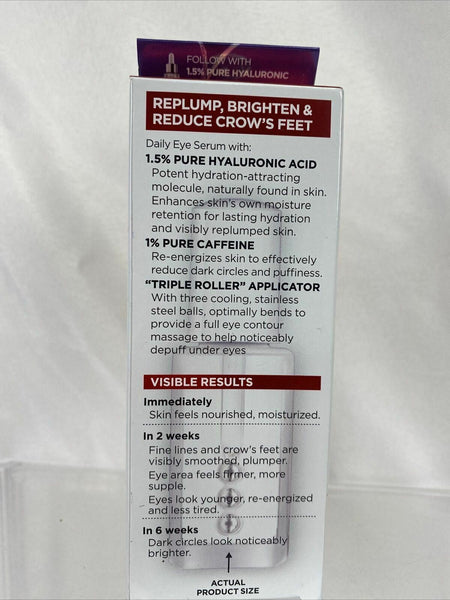 FOLLOW WITH
1.5% PURE HYALURONIC
REPLUMP, BRIGHTEN &
REDUCE CROW'S FEET
Daily Eye Serum with:
1.5% PURE HYALURONIC ACID
Potent hydration-attracting
molecule, naturally found in skin.
Enhances skin's own moisture
retention for lasting hydration
and visibly replumped skin.
1% PURE CAFFEINE
Re-energizes skin to effectively
reduce dark circles and puffiness.
"TRIPLE ROLLER" APPLICATOR
With three cooling, stainless
steel balls, optimally bends to
provide a full eye contour
massage to help noticeably
depuff under eyes
VISIBLE RESULTS
Immediately
Skin feels nourished, moisturized.
In 2 weeks
Fine lines and crow's feet are
visibly smoothed, plumper.
Eye area feels firmer, more
supple.
Eyes look younger, re-energized
and less tired.
In 6 weeks
Dark circles look noticeably
brighter.
ACTUAL
PRODUCT SIZE